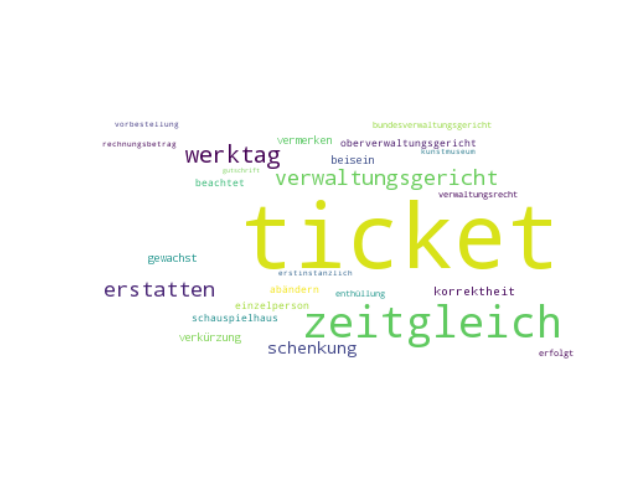 vorbestellung
bundesverwaltungsgericht
rechnungsbetrag
vermerken
oberverwaltungsgericht
werktag
beisein
kunstmuseum
gutschrift
beachtet
verwaltungsgericht
verwaltungsrecht
ticket
gewachst
erstinstanzlich
erstatten
abändern
enthüllung
korrektheit
einzelperson
schauspielhaus
zeitgleich
verkürzung
schenkung
erfolgt